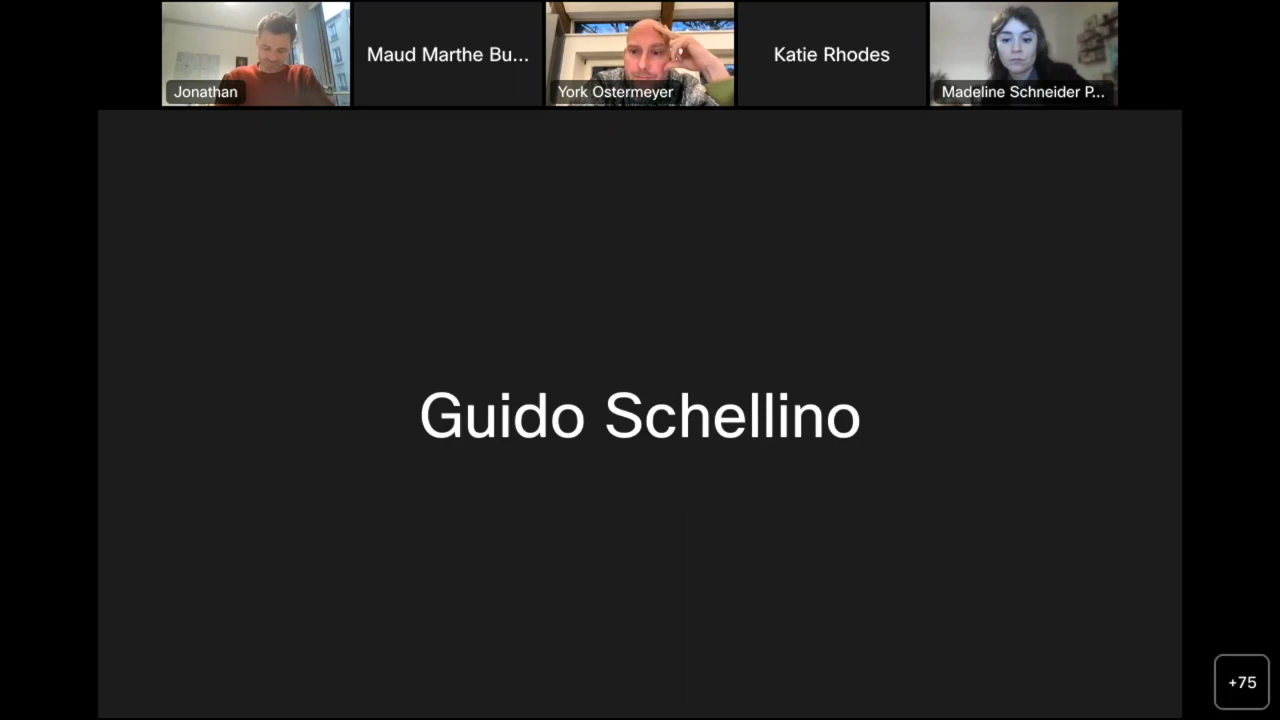 Jonathan
Maud Marthe Bu...
York Ostermeyer
Katie Rhodes
Madeline Schneider P...
Guido Schellino
+75